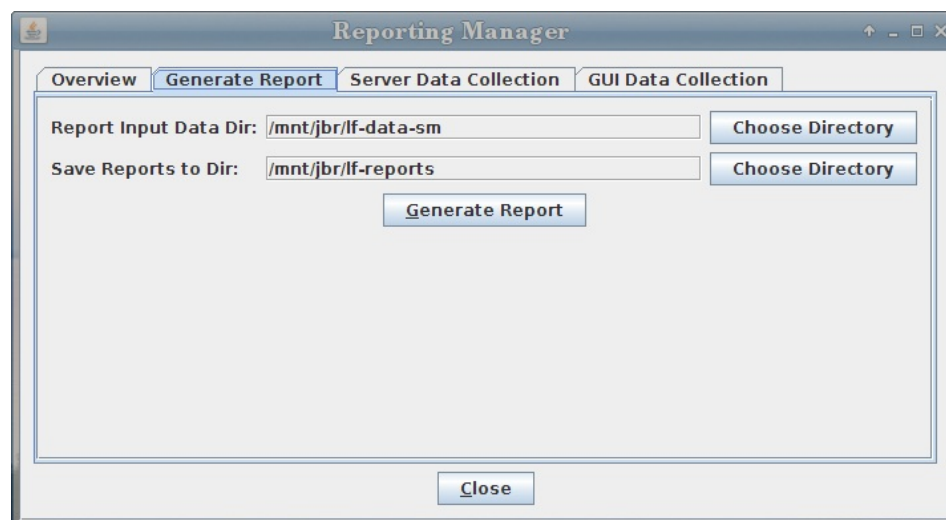 Reporting Manager
Overview Generate Report Server Data Collection GUI Data Collection
Report Input Data Dir: /mnt/jbr/lf-data-sm Choose Directory
Save Reports to Dir: /mnt/jbr/lf-reports Choose Directory
Generate Report
Close